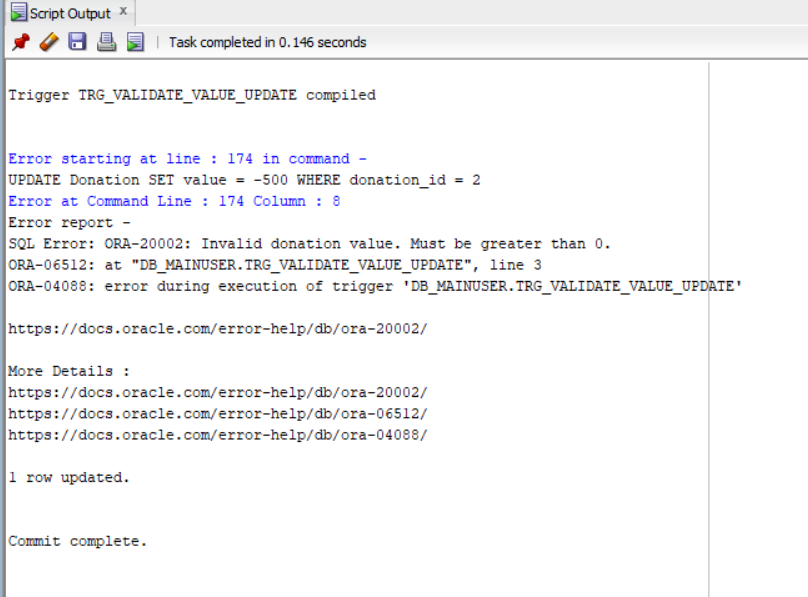 Script Output x
Task completed in 0.146 seconds
Trigger TRG_VALIDATE_VALUE_UPDATE compiled
Error starting at line : 174 in command -
UPDATE Donation SET value = -500 WHERE donation_id = 2
Error at Command Line : 174 Column : 8
Error report -
SQL Error: ORA-20002: Invalid donation value. Must be greater than 0.
ORA-06512: at "DB_MAINUSER.TRG_VALIDATE_VALUE_UPDATE", line 3
ORA-04088: error during execution of trigger 'DB_MAINUSER.TRG_VALIDATE_VALUE_UPDATE'
https://docs.oracle.com/error-help/db/ora-20002/
More Details :
https://docs.oracle.com/error-help/db/ora-20002/
https://docs.oracle.com/error-help/db/ora-06512/
https://docs.oracle.com/error-help/db/ora-04088/
1 row updated.
Commit complete.